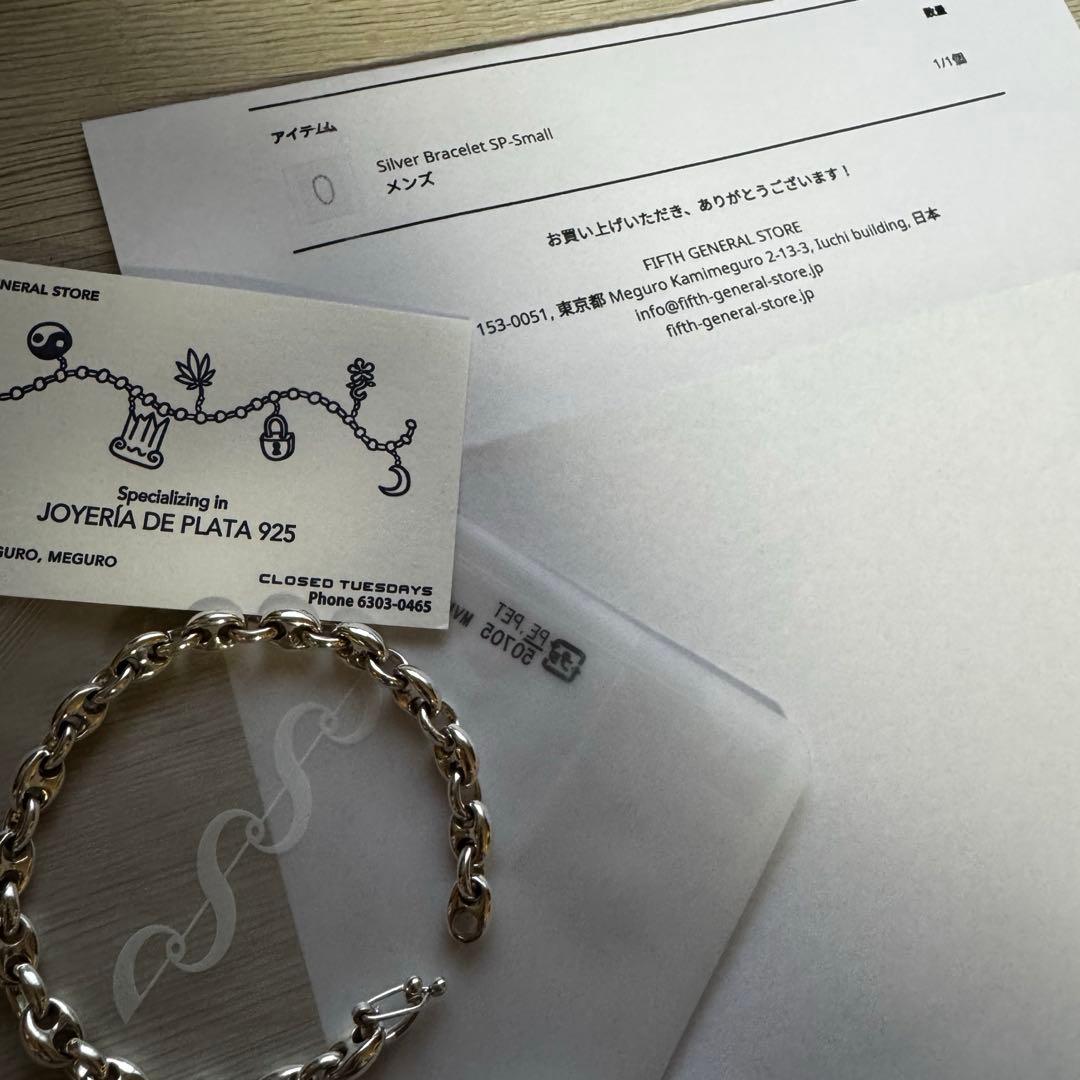 数量
アイテム
1/1個
Silver Bracelet SP-Small
メンズ
お買い上げいただき、ありがとうございます！
FIFTH GENERAL STORE
153-0051, 東京都 Meguro Kamimeguro 2-13-3, Iuchi building, 日本
info@fifth-general-store.jp
fifth-general-store.jp
NERAL STORE
Specializing in
JOYERÍA DE PLATA 925
GURO, MEGURO
CLOSED TUESDAYS
Phone 6303-0465
PE, PET
50705
SSSS